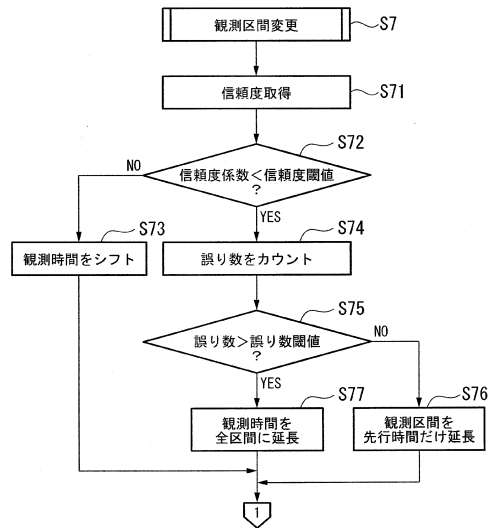 観測区間変更
S7
信頼度取得
S71
S72
信頼度係数<信頼度閾値
?
NO
YES
S73
観測時間をシフト
S74
誤り数をカウント
S75
誤り数>誤り数閾値
?
NO
YES
S77
観測時間を
全区間に延長
S76
観測区間を
先行時間だけ延長
1